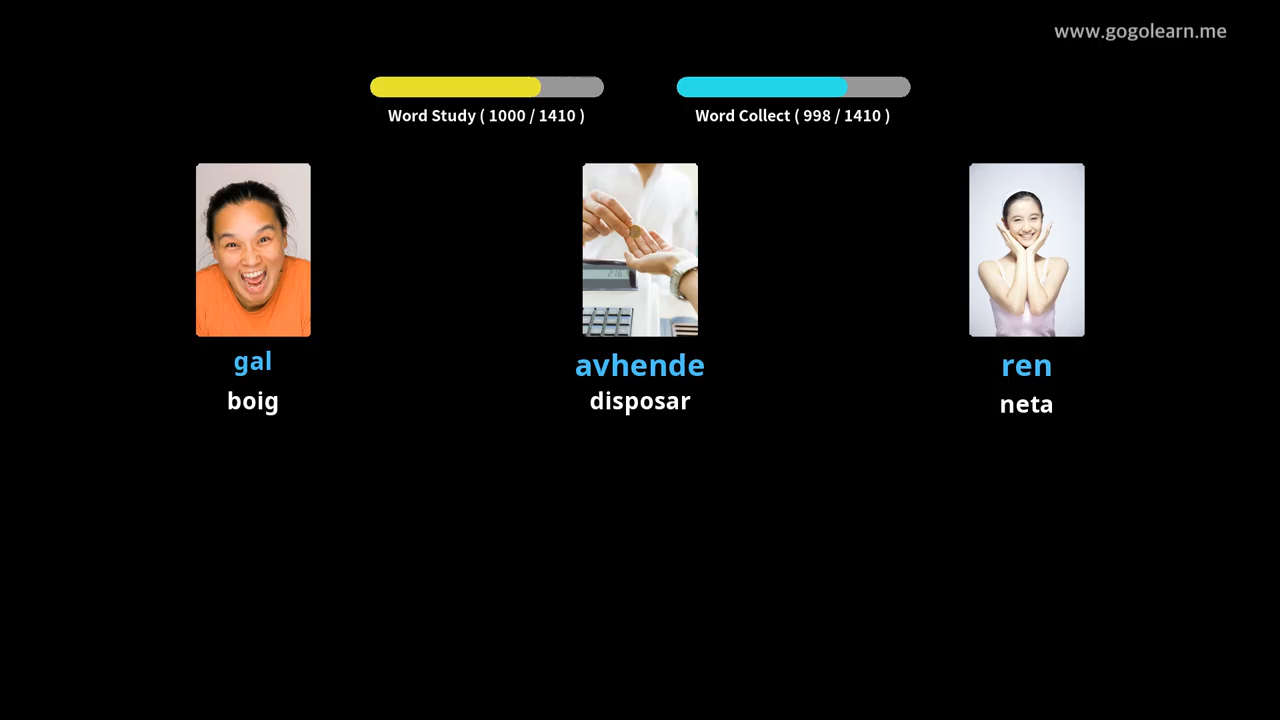 www.gogolearn.me
Word Study ( 1000 / 1410 )
Word Collect ( 998 / 1410 )
gal
boig
avhende
disposar
ren
neta